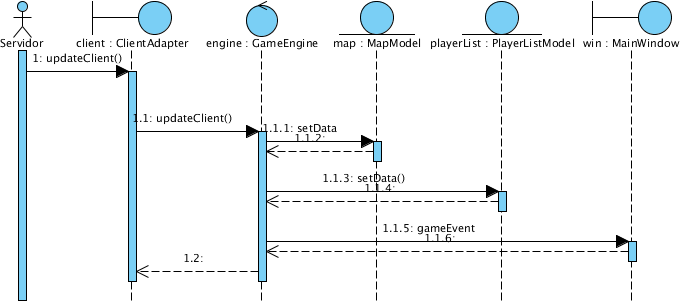 Servidor
client : ClientAdapter
engine : GameEngine
map : MapModel
playerList : PlayerListModel
win : MainWindow
1: updateClient()
1.1: updateClient()
1.1.1: setData
1.1.2:
1.1.3: setData()
1.1.4:
1.1.5: gameEvent
1.1.6:
1.2: